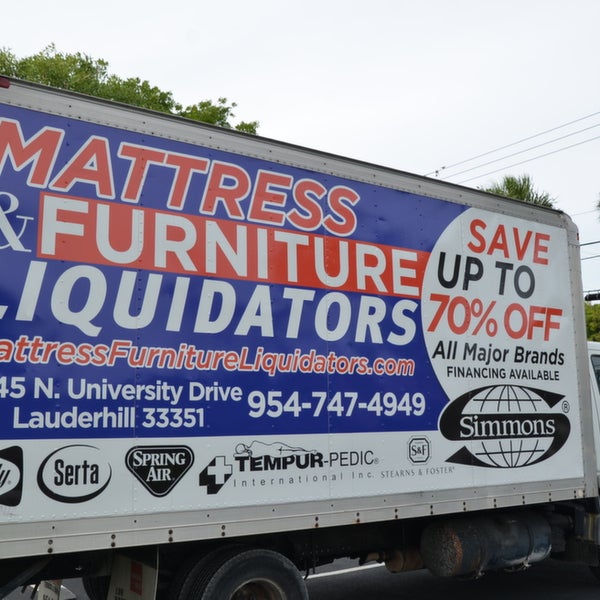 MATTRESS
& FURNITURE
LIQUIDATORS
MattressFurnitureLiquidators.com
45 N. University Drive
Lauderhill 33351
954-747-4949
SAVE
UP TO
70% OFF
All Major Brands
FINANCING AVAILABLE
Simmons ®
Serta
SPRING
AIR
TEMPUR-PEDIC®
International Inc.
S&F
STEARNS & FOSTER®